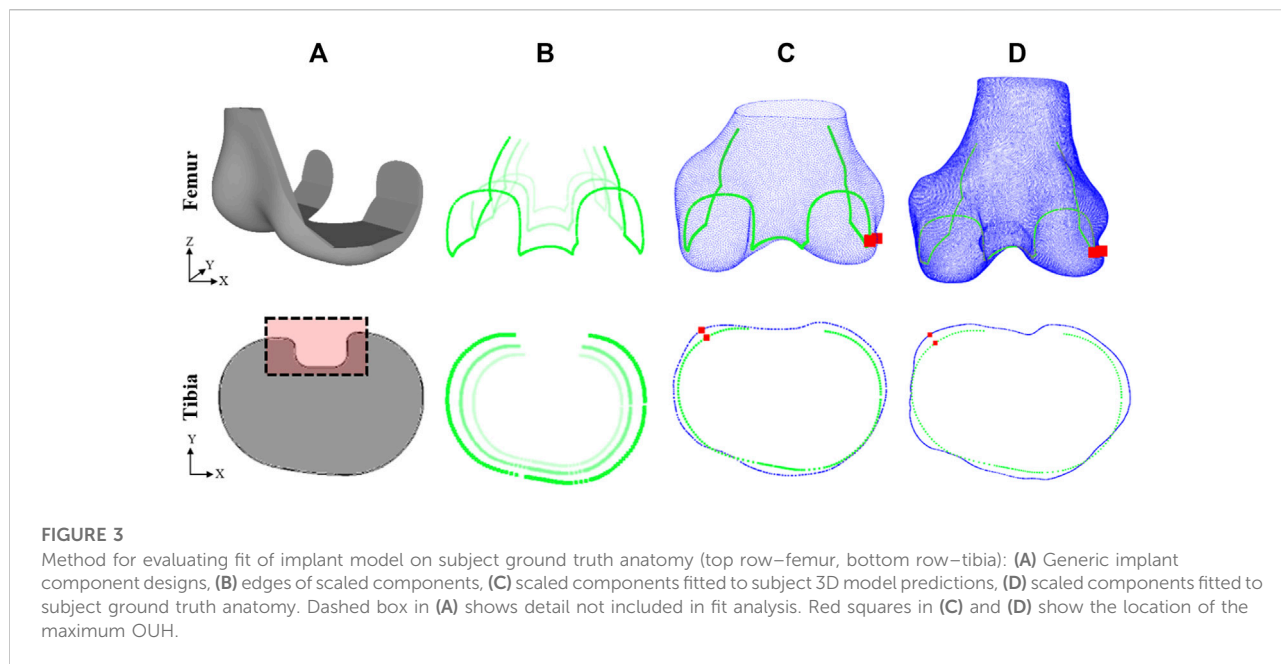 A
B
C
D
Femur
Z
Y
X
Tibia
Y
X
FIGURE 3
Method for evaluating fit of implant model on subject ground truth anatomy (top row–femur, bottom row–tibia): (A) Generic implant
component designs, (B) edges of scaled components, (C) scaled components fitted to subject 3D model predictions, (D) scaled components fitted to
subject ground truth anatomy. Dashed box in (A) shows detail not included in fit analysis. Red squares in (C) and (D) show the location of the
maximum OUH.